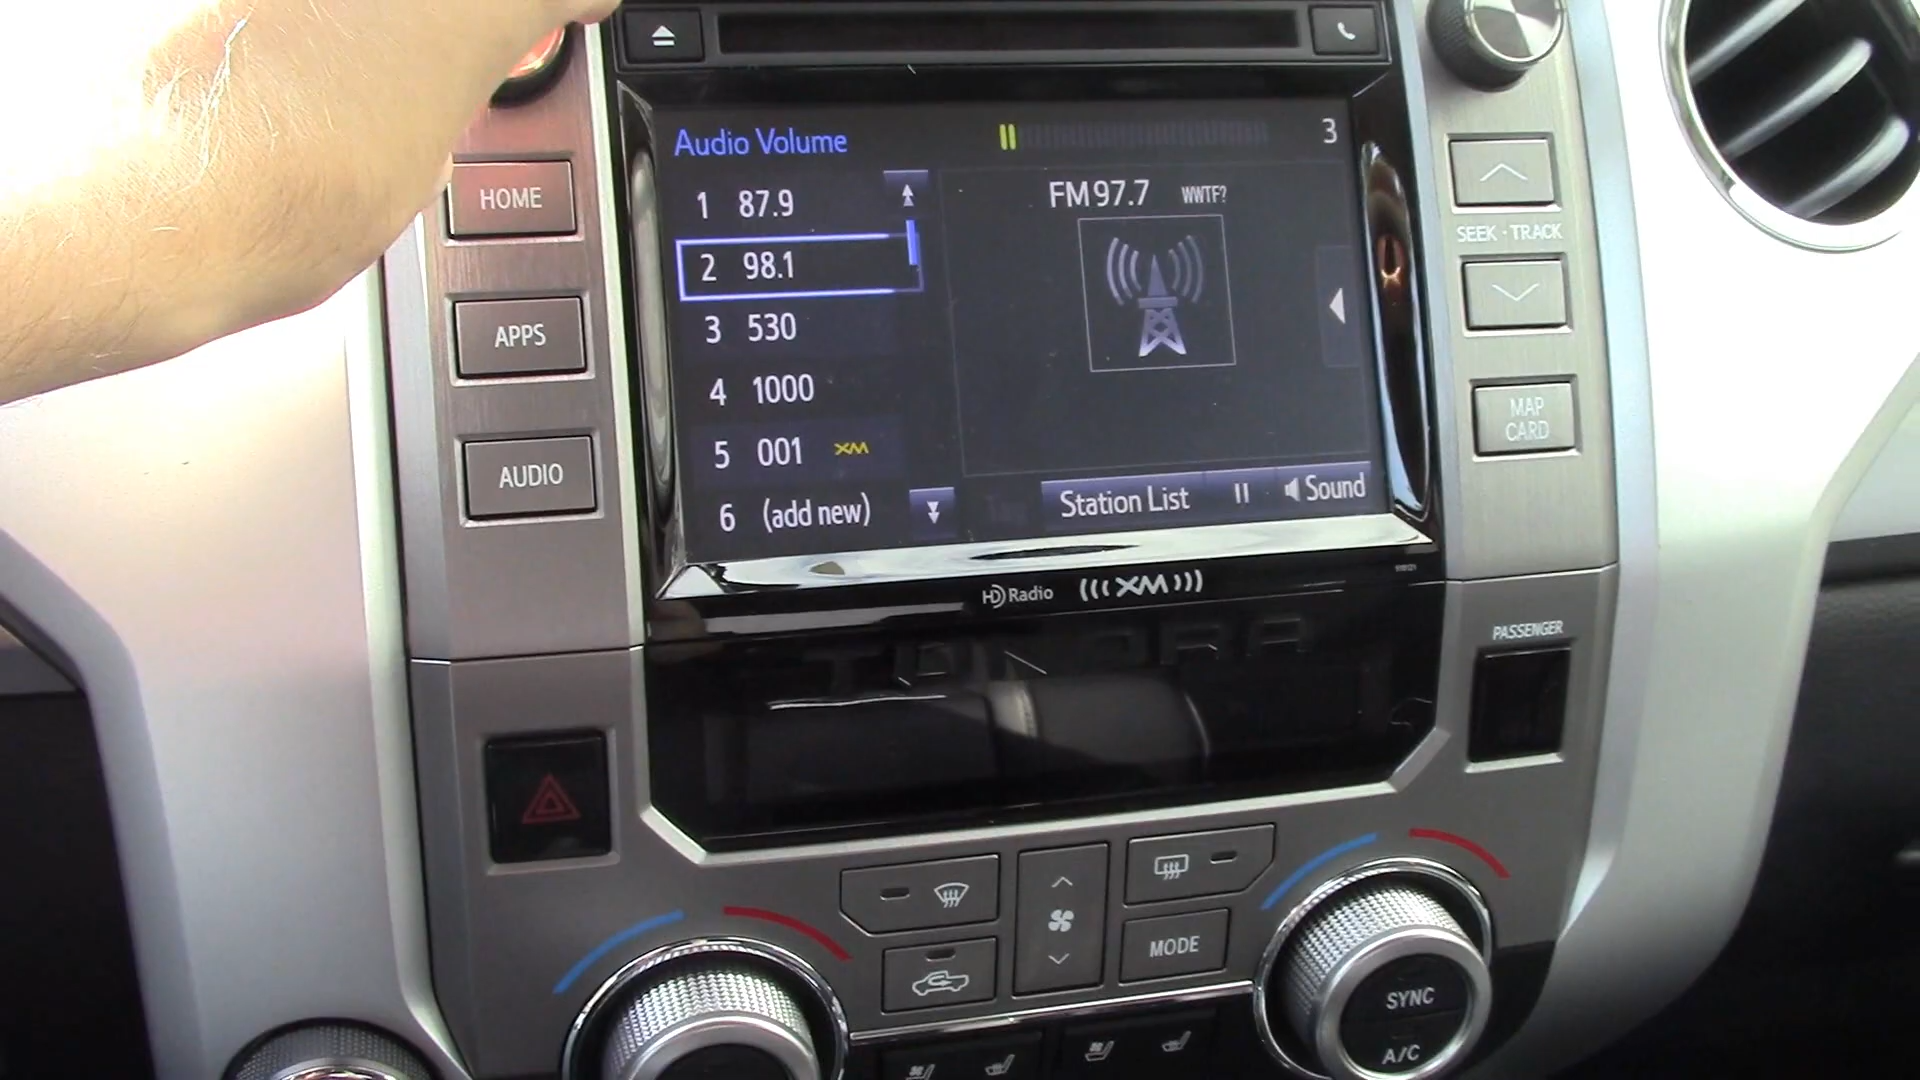 Audio Volume 3
1 87.9
2 98.1
3 530
4 1000
5 001 XM
6 (add new)
FM 97.7 WWTF?
Station List Sound
HOME
APPS
AUDIO
SEEK · TRACK
MAP
CARD
HD Radio ((( XM )))
TUNDRA
PASSENGER
MODE
SYNC
A/C